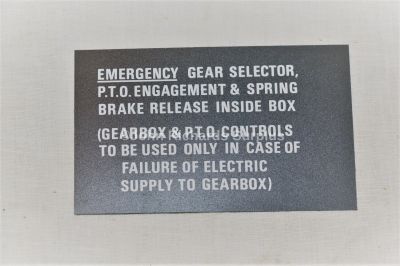 EMERGENCY GEAR SELECTOR,
P.T.O. ENGAGEMENT & SPRING
BRAKE RELEASE INSIDE BOX
(GEARBOX & P.T.O. CONTROLS
TO BE USED ONLY IN CASE OF
FAILURE OF ELECTRIC
SUPPLY TO GEARBOX)